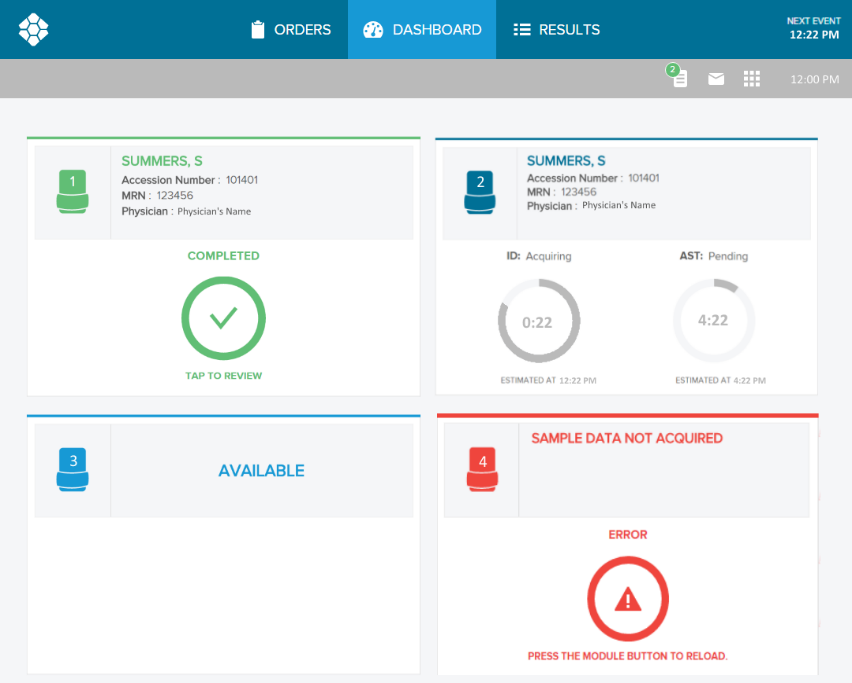 ORDERS
DASHBOARD
RESULTS
NEXT EVENT
12:22 PM
2
12:00 PM
1
SUMMERS, S
Accession Number : 101401
MRN : 123456
Physician : Physician's Name
COMPLETED
TAP TO REVIEW
2
SUMMERS, S
Accession Number : 101401
MRN : 123456
Physician : Physician's Name
ID: Acquiring
AST: Pending
0:22
4:22
ESTIMATED AT 12:22 PM
ESTIMATED AT 4:22 PM
3
AVAILABLE
4
SAMPLE DATA NOT ACQUIRED
ERROR
PRESS THE MODULE BUTTON TO RELOAD.